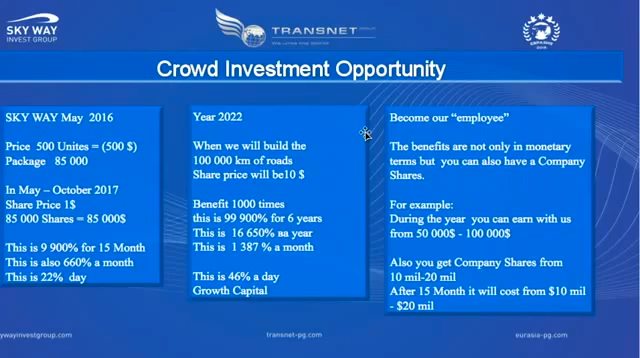 SKY WAY
INVEST GROUP
TRANSNET
Crowd Investment Opportunity
SKY WAY May 2016
Price 500 Unites = (500 $)
Package 85 000
In May – October 2017
Share Price 1$
85 000 Shares = 85 000$
This is 9 900% for 15 Month
This is also 660% a month
This is 22% day
Year 2022
When we will build the
100 000 km of roads
Share price will be10 $
Benefit 1000 times
this is 99 900% for 6 years
This is 16 650% sa year
This is 1 387 % a month
This is 46% a day
Growth Capital
Become our “employee”
The benefits are not only in monetary
terms but you can also have a Company
Shares.
For example:
During the year you can earn with us
from 50 000$ - 100 000$
Also you get Company Shares from
10 mil-20 mil
After 15 Month it will cost from $10 mil
- $20 mil
ywayinvestgroup.com
transnet-pg.com
eurasia-pg.com